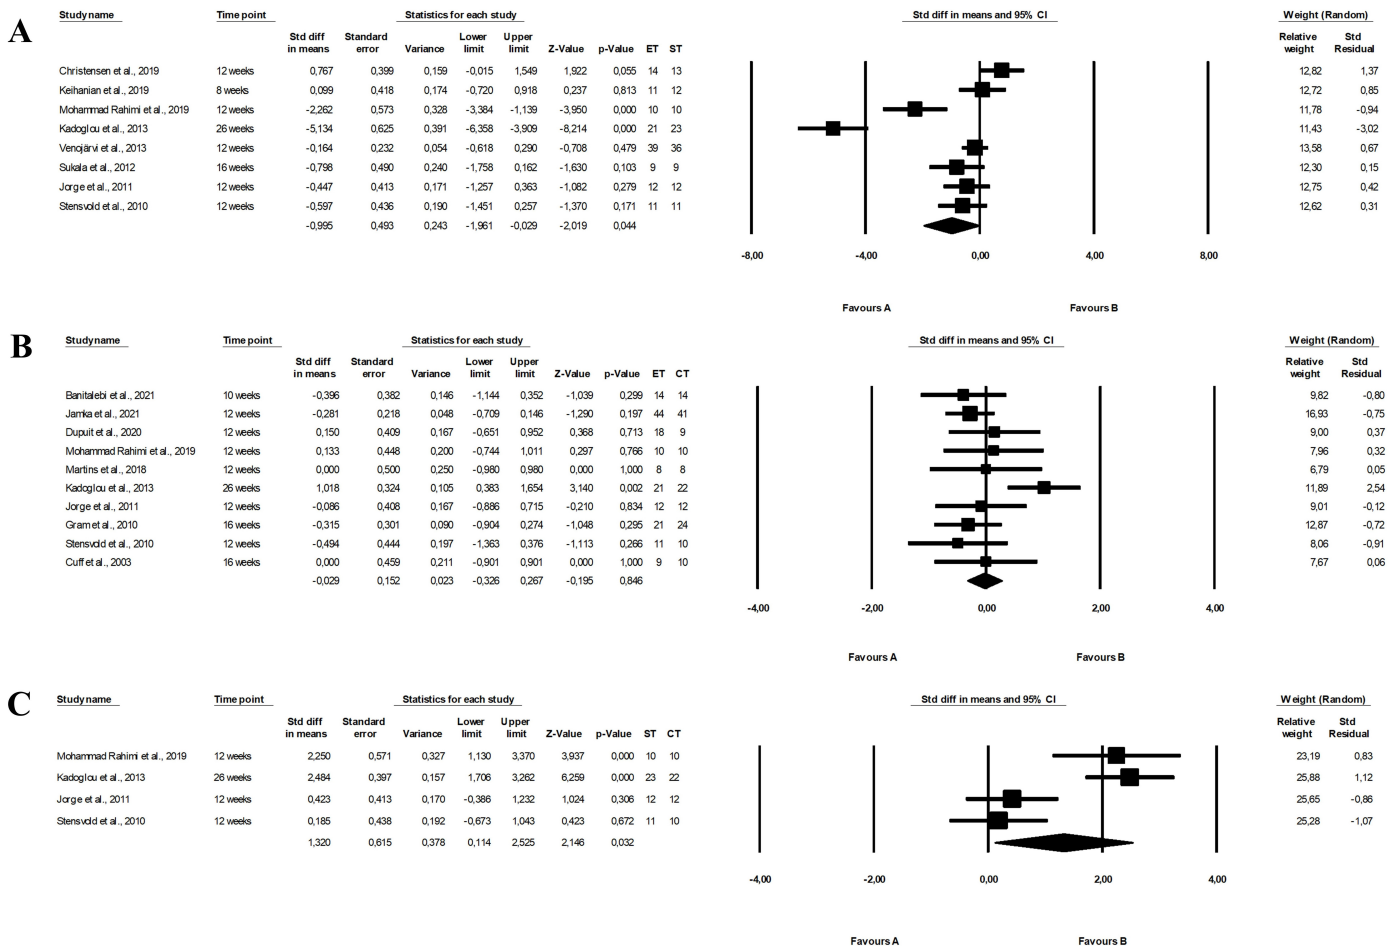 A
Study name Time point Statistics for each study Std diff in means and 95% CI Weight (Random)
Std diff in means Standard error Variance Lower limit Upper limit Z-Value p-Value ET ST Relative weight Std Residual
Christensen et al., 2019 12 weeks 0,767 0,399 0,159 -0,015 1,549 1,922 0,055 14 13 12,82 1,37
Keihanian et al., 2019 8 weeks 0,099 0,418 0,174 -0,720 0,918 0,237 0,813 11 12 12,72 0,85
Mohammad Rahimi et al., 2019 12 weeks -2,262 0,573 0,328 -3,384 -1,139 -3,950 0,000 10 10 11,78 -0,94
Kadoglou et al., 2013 26 weeks -5,134 0,625 0,391 -6,358 -3,909 -8,214 0,000 21 23 11,43 -3,02
Venojärvi et al., 2013 12 weeks -0,164 0,232 0,054 -0,618 0,290 -0,708 0,479 39 36 13,58 0,67
Sukala et al., 2012 16 weeks -0,798 0,490 0,240 -1,758 0,162 -1,630 0,103 9 9 12,30 0,15
Jorge et al., 2011 12 weeks -0,447 0,413 0,171 -1,257 0,363 -1,082 0,279 12 12 12,75 0,42
Stensvold et al., 2010 12 weeks -0,597 0,436 0,190 -1,451 0,257 -1,370 0,171 11 11 12,62 0,31
-0,995 0,493 0,243 -1,961 -0,029 -2,019 0,044
-8,00 -4,00 0,00 4,00 8,00
Favours A Favours B
B
Study name Time point Statistics for each study Std diff in means and 95% CI Weight (Random)
Std diff in means Standard error Variance Lower limit Upper limit Z-Value p-Value ET CT Relative weight Std Residual
Banitalebi et al., 2021 10 weeks -0,396 0,382 0,146 -1,144 0,352 -1,039 0,299 14 14 9,82 -0,80
Jamka et al., 2021 12 weeks -0,281 0,218 0,048 -0,709 0,146 -1,290 0,197 44 41 16,93 -0,75
Dupuit et al., 2020 12 weeks 0,150 0,409 0,167 -0,651 0,952 0,368 0,713 18 9 9,00 0,37
Mohammad Rahimi et al., 2019 12 weeks 0,133 0,448 0,200 -0,744 1,011 0,297 0,766 10 10 7,96 0,32
Martins et al., 2018 12 weeks 0,000 0,500 0,250 -0,980 0,980 0,000 1,000 8 8 6,79 0,05
Kadoglou et al., 2013 26 weeks 1,018 0,324 0,105 0,383 1,654 3,140 0,002 21 22 11,89 2,54
Jorge et al., 2011 12 weeks -0,086 0,408 0,167 -0,886 0,715 -0,210 0,834 12 12 9,01 -0,12
Gram et al., 2010 16 weeks -0,315 0,301 0,090 -0,904 0,274 -1,048 0,295 21 24 12,87 -0,72
Stensvold et al., 2010 12 weeks -0,494 0,444 0,197 -1,363 0,376 -1,113 0,266 11 10 8,06 -0,91
Cuff et al., 2003 16 weeks 0,000 0,459 0,211 -0,901 0,901 0,000 1,000 9 10 7,67 0,06
-0,029 0,152 0,023 -0,326 0,267 -0,195 0,846
-4,00 -2,00 0,00 2,00 4,00
Favours A Favours B
C
Study name Time point Statistics for each study Std diff in means and 95% CI Weight (Random)
Std diff in means Standard error Variance Lower limit Upper limit Z-Value p-Value ST CT Relative weight Std Residual
Mohammad Rahimi et al., 2019 12 weeks 2,250 0,571 0,327 1,130 3,370 3,937 0,000 10 10 23,19 0,83
Kadoglou et al., 2013 26 weeks 2,484 0,397 0,157 1,706 3,262 6,259 0,000 23 22 25,88 1,12
Jorge et al., 2011 12 weeks 0,423 0,413 0,170 -0,386 1,232 1,024 0,306 12 12 25,65 -0,86
Stensvold et al., 2010 12 weeks 0,185 0,438 0,192 -0,673 1,043 0,423 0,672 11 10 25,28 -1,07
1,320 0,615 0,378 0,114 2,525 2,146 0,032
-4,00 -2,00 0,00 2,00 4,00
Favours A Favours B